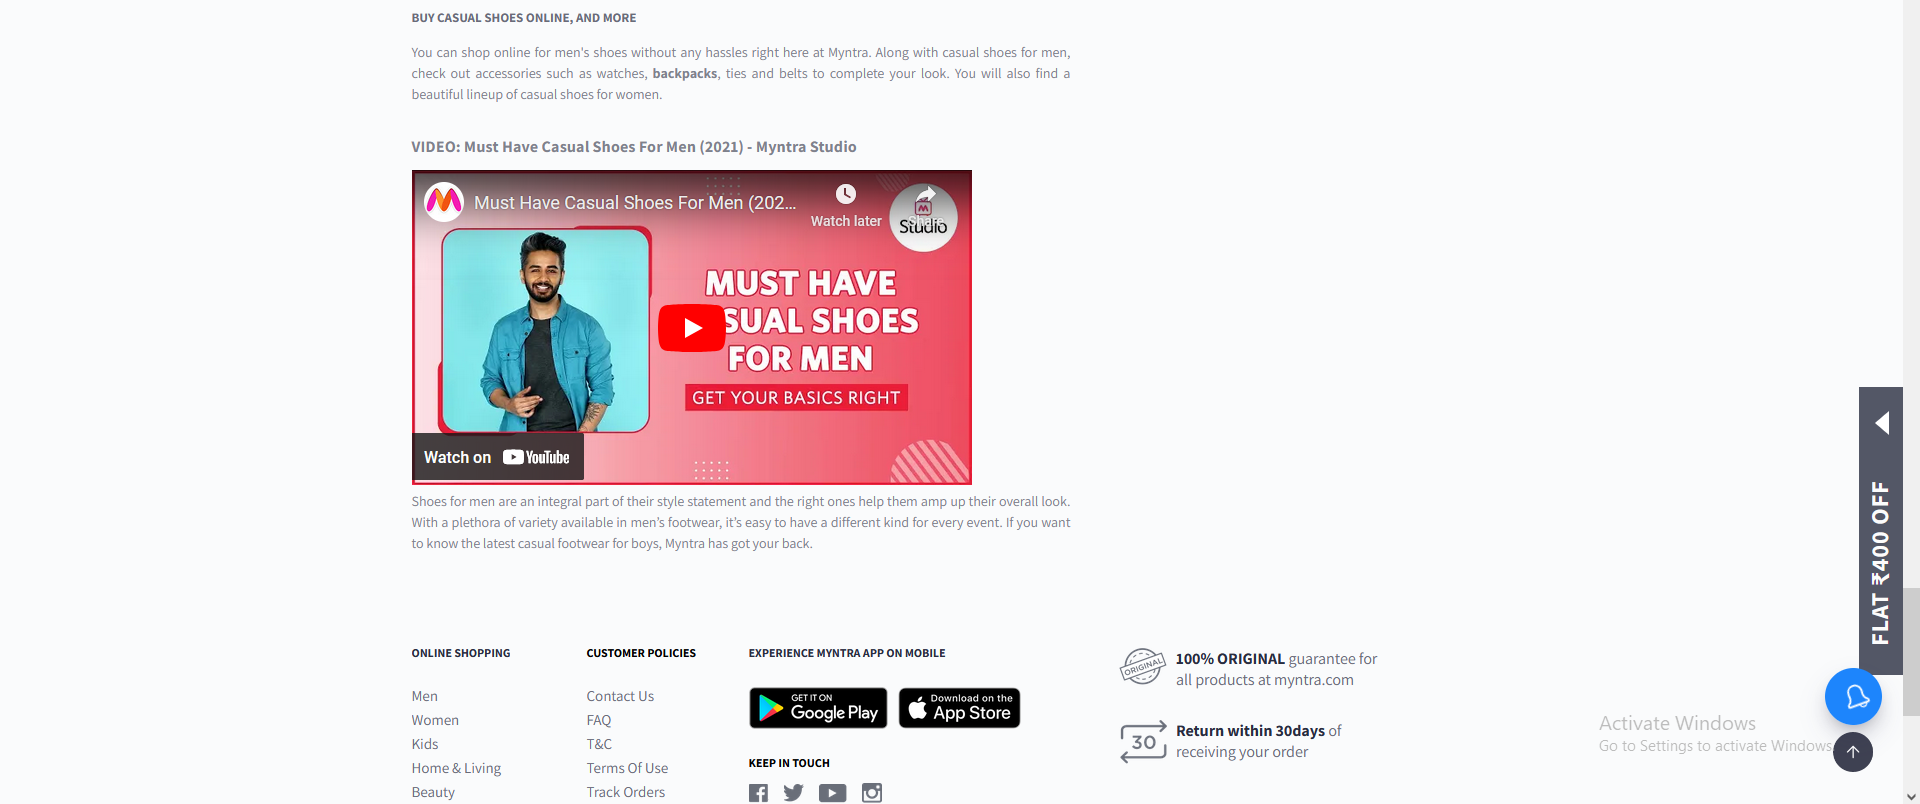 BUY CASUAL SHOES ONLINE, AND MORE
You can shop online for men's shoes without any hassles right here at Myntra. Along with casual shoes for men,
check out accessories such as watches, backpacks, ties and belts to complete your look. You will also find a
beautiful lineup of casual shoes for women.
VIDEO: Must Have Casual Shoes For Men (2021) - Myntra Studio
Must Have Casual Shoes For Men (202...
Watch later
Share
Studio
MUST HAVE
SUAL SHOES
FOR MEN
GET YOUR BASICS RIGHT
Watch on YouTube
Shoes for men are an integral part of their style statement and the right ones help them amp up their overall look.
With a plethora of variety available in men’s footwear, it’s easy to have a different kind for every event. If you want
to know the latest casual footwear for boys, Myntra has got your back.
FLAT ₹400 OFF
ONLINE SHOPPING
Men
Women
Kids
Home & Living
Beauty
CUSTOMER POLICIES
Contact Us
FAQ
T&C
Terms Of Use
Track Orders
EXPERIENCE MYNTRA APP ON MOBILE
GET IT ON
Google Play
Download on the
App Store
KEEP IN TOUCH
ORIGINAL
100% ORIGINAL guarantee for
all products at myntra.com
30
Return within 30days of
receiving your order
Activate Windows
Go to Settings to activate Windows.